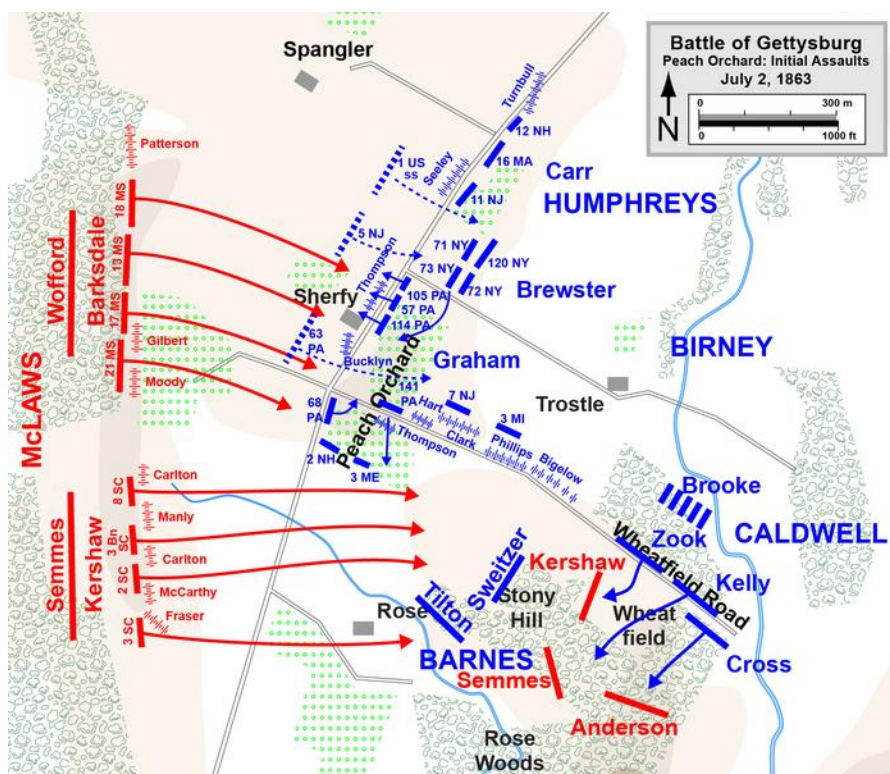 Battle of Gettysburg
Peach Orchard: Initial Assaults
July 2, 1863
N
0
300 m
0
1000 ft
Spangler
Turnbull
12 NH
16 MA
Carr
HUMPHREYS
1 US
SS
Seeley
11 NJ
Patterson
18 MS
Wofford
Barksdale
13 MS
17 MS
21 MS
Gilbert
Moody
McLAWS
5 NJ
71 NY
120 NY
73 NY
72 NY
Brewster
Thompson
Sherfy
105 PA
57 PA
114 PA
63
PA
Bucklyn
Graham
BIRNEY
Peach Orchard
141
PA
7 NJ
Hart
Clark
Thompson
3 MI
Phillips
Bigelow
Trostle
68
PA
2 NH
3 ME
Carlton
8 SC
Manly
3 Bn
SC
Carlton
2 SC
McCarthy
Fraser
3 SC
Semmes
Kershaw
Brooke
CALDWELL
Zook
Wheatfield Road
Kelly
Sweitzer
Kershaw
Tilton
Stony
Hill
Rose
Wheat
field
BARNES
Cross
Semmes
Anderson
Rose
Woods